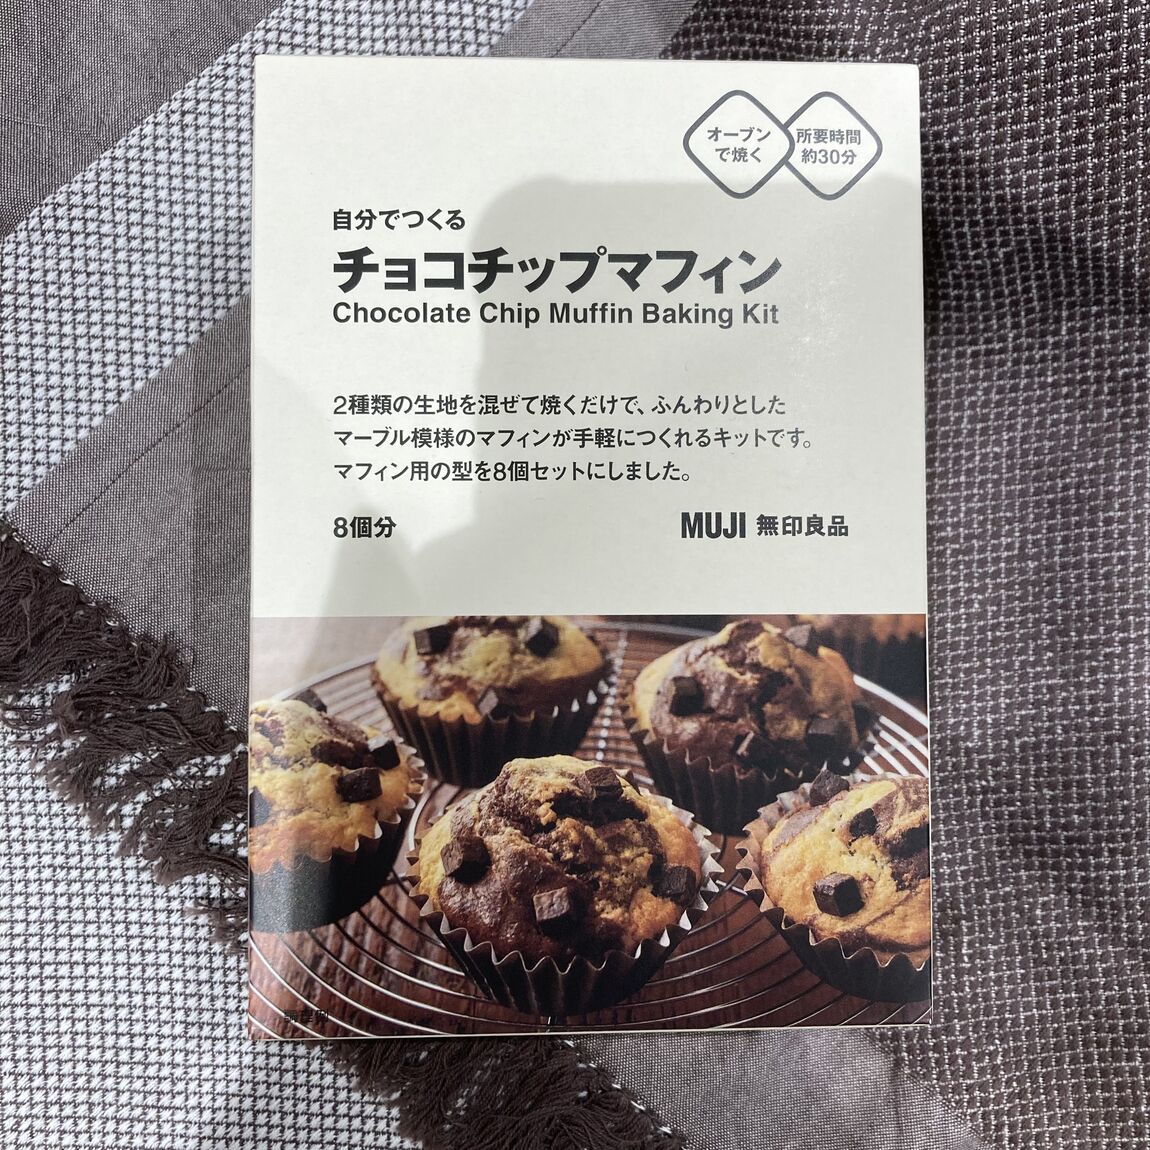 オーブン
で焼く
所要時間
約30分
自分でつくる
チョコチップマフィン
Chocolate Chip Muffin Baking Kit
2種類の生地を混ぜて焼くだけで、ふんわりとした
マーブル模様のマフィンが手軽につくれるキットです。
マフィン用の型を8個セットにしました。
8個分
MUJI 無印良品
調理例